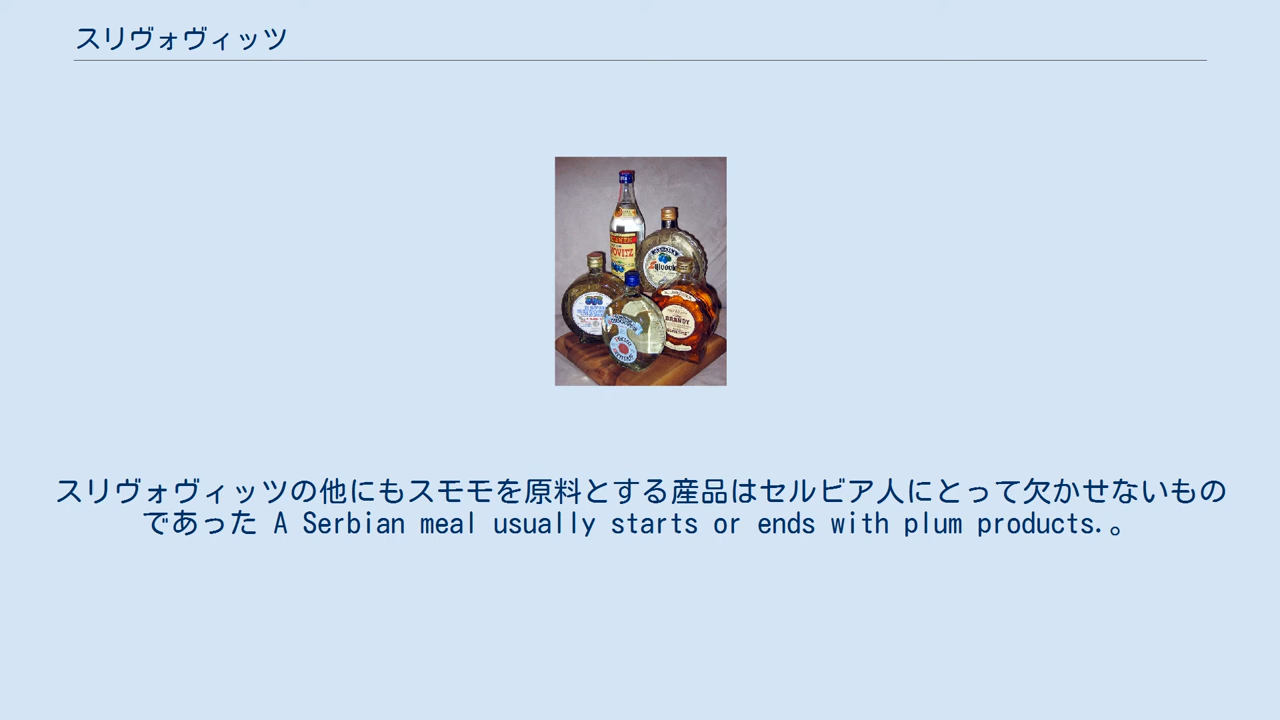 スリヴォヴィッツ
BRANDY
スリヴォヴィッツの他にもスモモを原料とする産品はセルビア人にとって欠かせないもの
であった A Serbian meal usually starts or ends with plum products.。